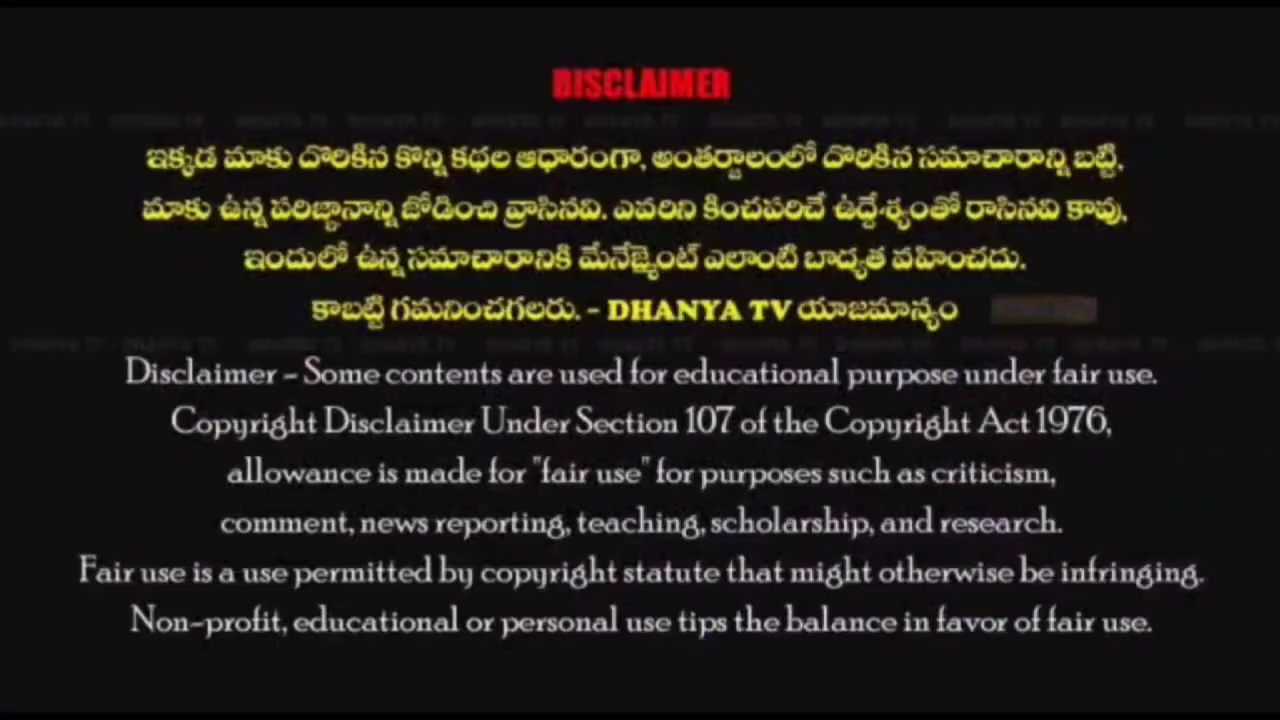 DISCLAIMER
ఇక్కడ మాకు దొరికిన కొన్ని కథల ఆధారంగా, అంతర్జాలంలో దొరికిన సమాచారాన్ని బట్టి,
మాకు ఉన్న పరిజ్ఞానాన్ని జోడించి వ్రాసినవి. ఎవరిని కించపరిచే ఉద్దేశ్యంతో రాసినవి కావు,
ఇందులో ఉన్న సమాచారానికి మేనేజ్మెంట్ ఎలాంటి బాద్యత వహించదు.
కాబట్టి గమనించగలరు. - DHANYA TV యాజమాన్యం
Disclaimer - Some contents are used for educational purpose under fair use.
Copyright Disclaimer Under Section 107 of the Copyright Act 1976,
allowance is made for "fair use" for purposes such as criticism,
comment, news reporting, teaching, scholarship, and research.
Fair use is a use permitted by copyright statute that might otherwise be infringing.
Non-profit, educational or personal use tips the balance in favor of fair use.